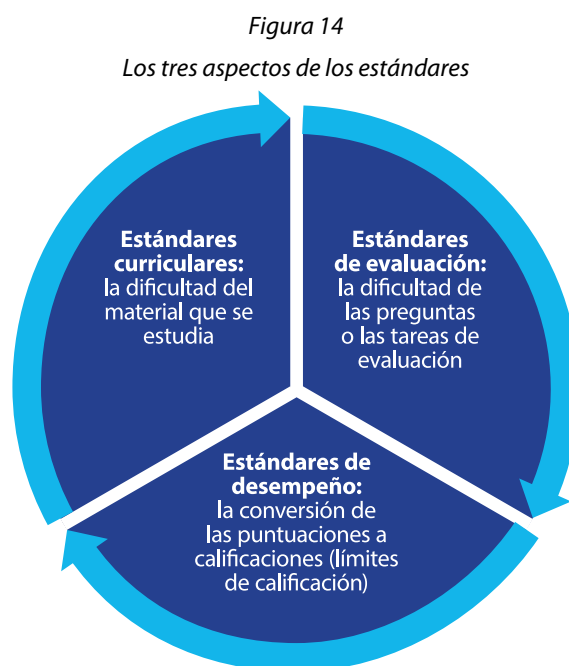 Figura 14
Los tres aspectos de los estándares
Estándares
curriculares:
la dificultad del
material que se
estudia
Estándares
de evaluación:
la dificultad de
las preguntas
o las tareas de
evaluación
Estándares de
desempeño:
la conversión de
las puntuaciones a
calificaciones (límites
de calificación)